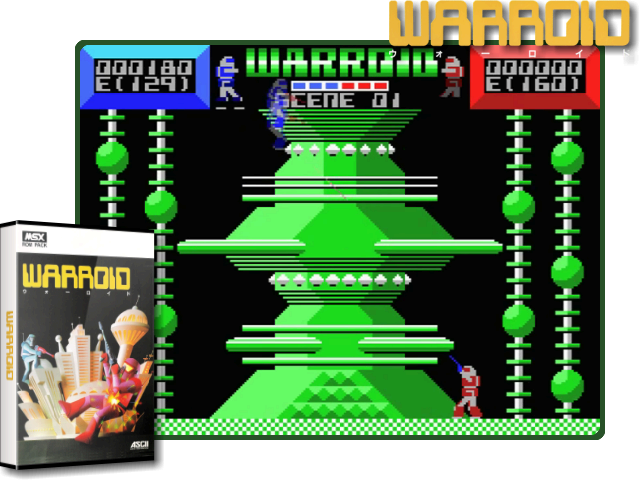 WARROID
ウォーロイド
000180
E(129)
WARROID
SCENE 01
000000
E(160)
MSX
ROM PACK
WARROID
ウォーロイド
WARROID
ASCII